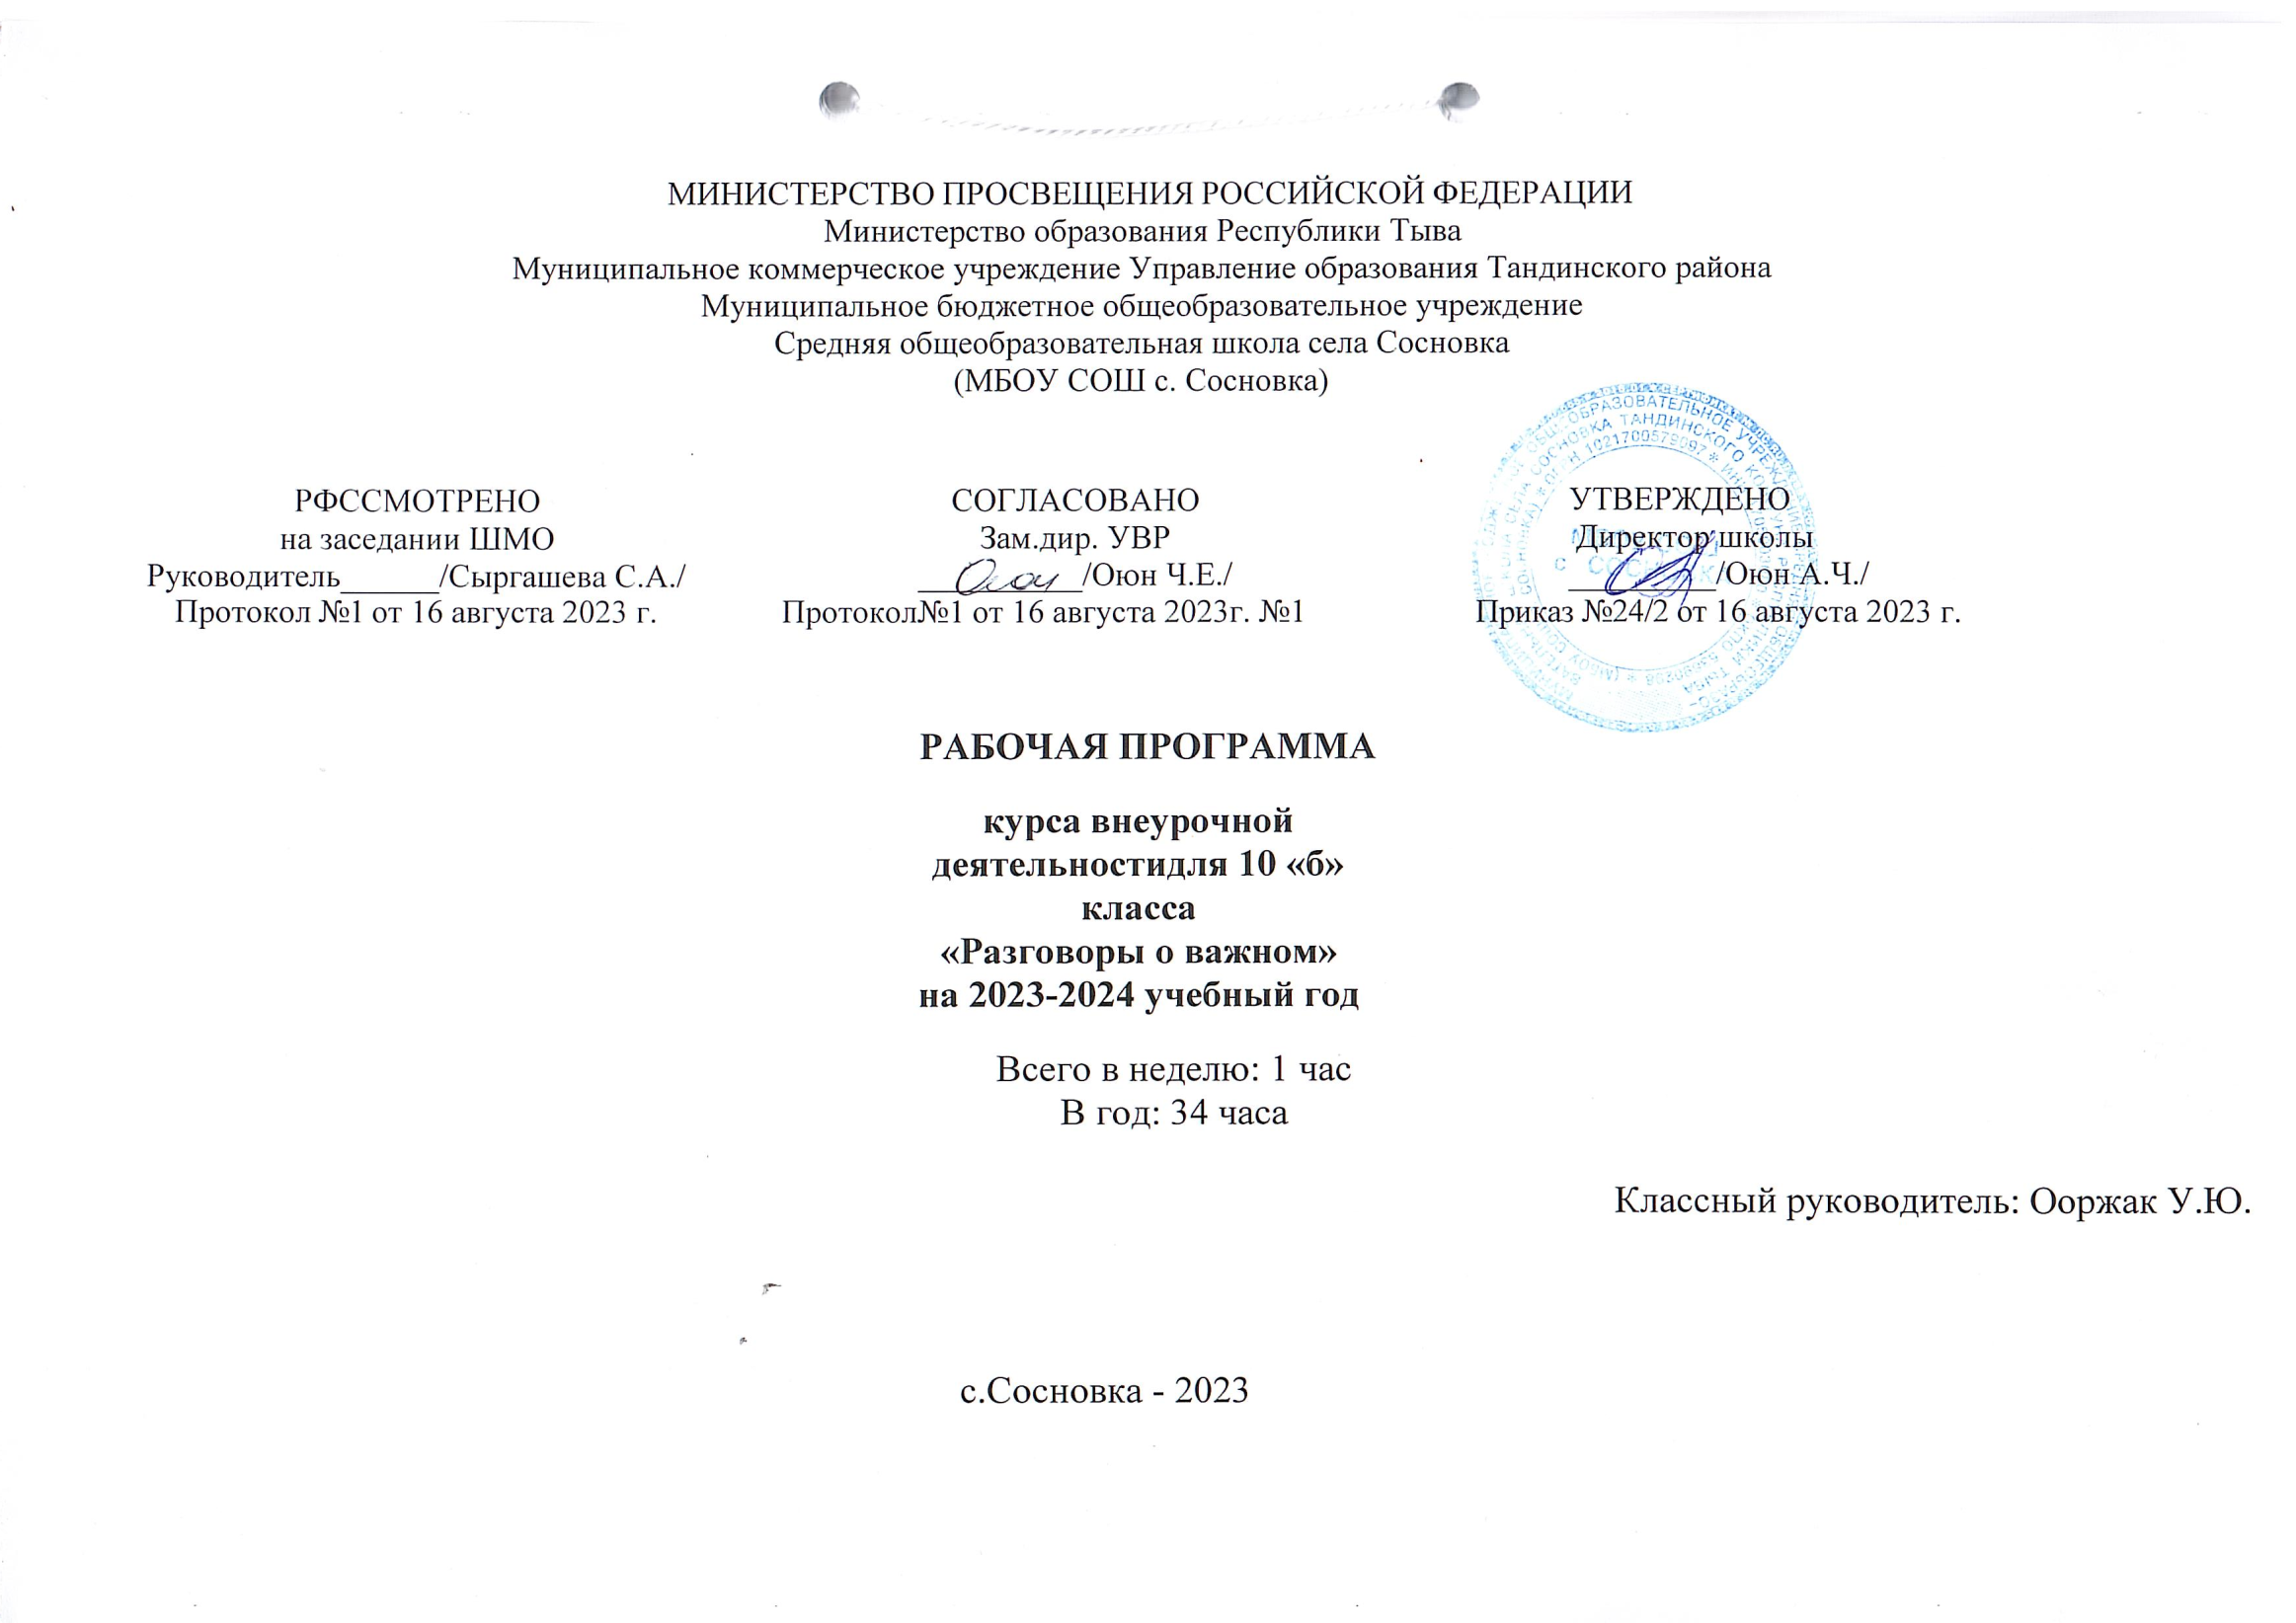 МИНИСТЕРСТВО ПРОСВЕЩЕНИЯ РОССИЙСКОЙ ФЕДЕРАЦИИ
Министерство образования Республики Тыва
Муниципальное коммерческое учреждение Управление образования Тандинского района
Муниципальное бюджетное общеобразовательное учреждение
Средняя общеобразовательная школа села Сосновка
(МБОУ СОШ с. Сосновка)
РФССМОТРЕНО
на заседании ШМО
Руководитель______/Сыргашева С.А./
Протокол №1 от 16 августа 2023 г.
СОГЛАСОВАНО
Зам.дир. УВР
__________/Оюн Ч.Е./
Протокол№1 от 16 августа 2023г. №1
УТВЕРЖДЕНО
Директор школы
_________/Оюн А.Ч./
Приказ №24/2 от 16 августа 2023 г.
РАБОЧАЯ ПРОГРАММА
курса внеурочной
деятельностидля 10 «б»
класса
«Разговоры о важном»
на 2023-2024 учебный год
Всего в неделю: 1 час
В год: 34 часа
Классный руководитель: Ооржак У.Ю.
с.Сосновка - 2023